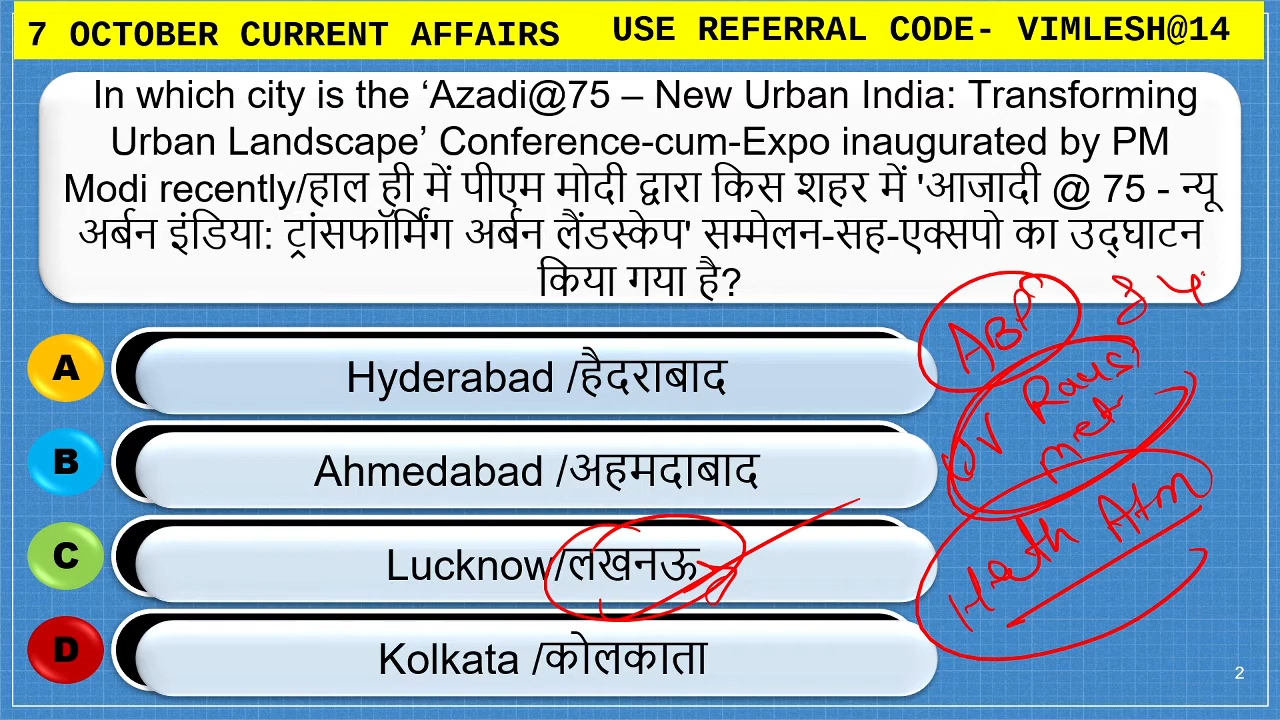 7 OCTOBER CURRENT AFFAIRS
USE REFERRAL CODE- VIMLESH@14
In which city is the ‘Azadi@75 – New Urban India: Transforming
Urban Landscape’ Conference-cum-Expo inaugurated by PM
Modi recently/हाल ही में पीएम मोदी द्वारा किस शहर में 'आजादी @ 75 - न्यू
अर्बन इंडिया: ट्रांसफॉर्मिंग अर्बन लैंडस्केप' सम्मेलन-सह-एक्सपो का उद्घाटन
किया गया है?
A
Hyderabad /हैदराबाद
B
Ahmedabad /अहमदाबाद
C
Lucknow/लखनऊ
D
Kolkata /कोलकाता
UV Rays
Heath Atm
2